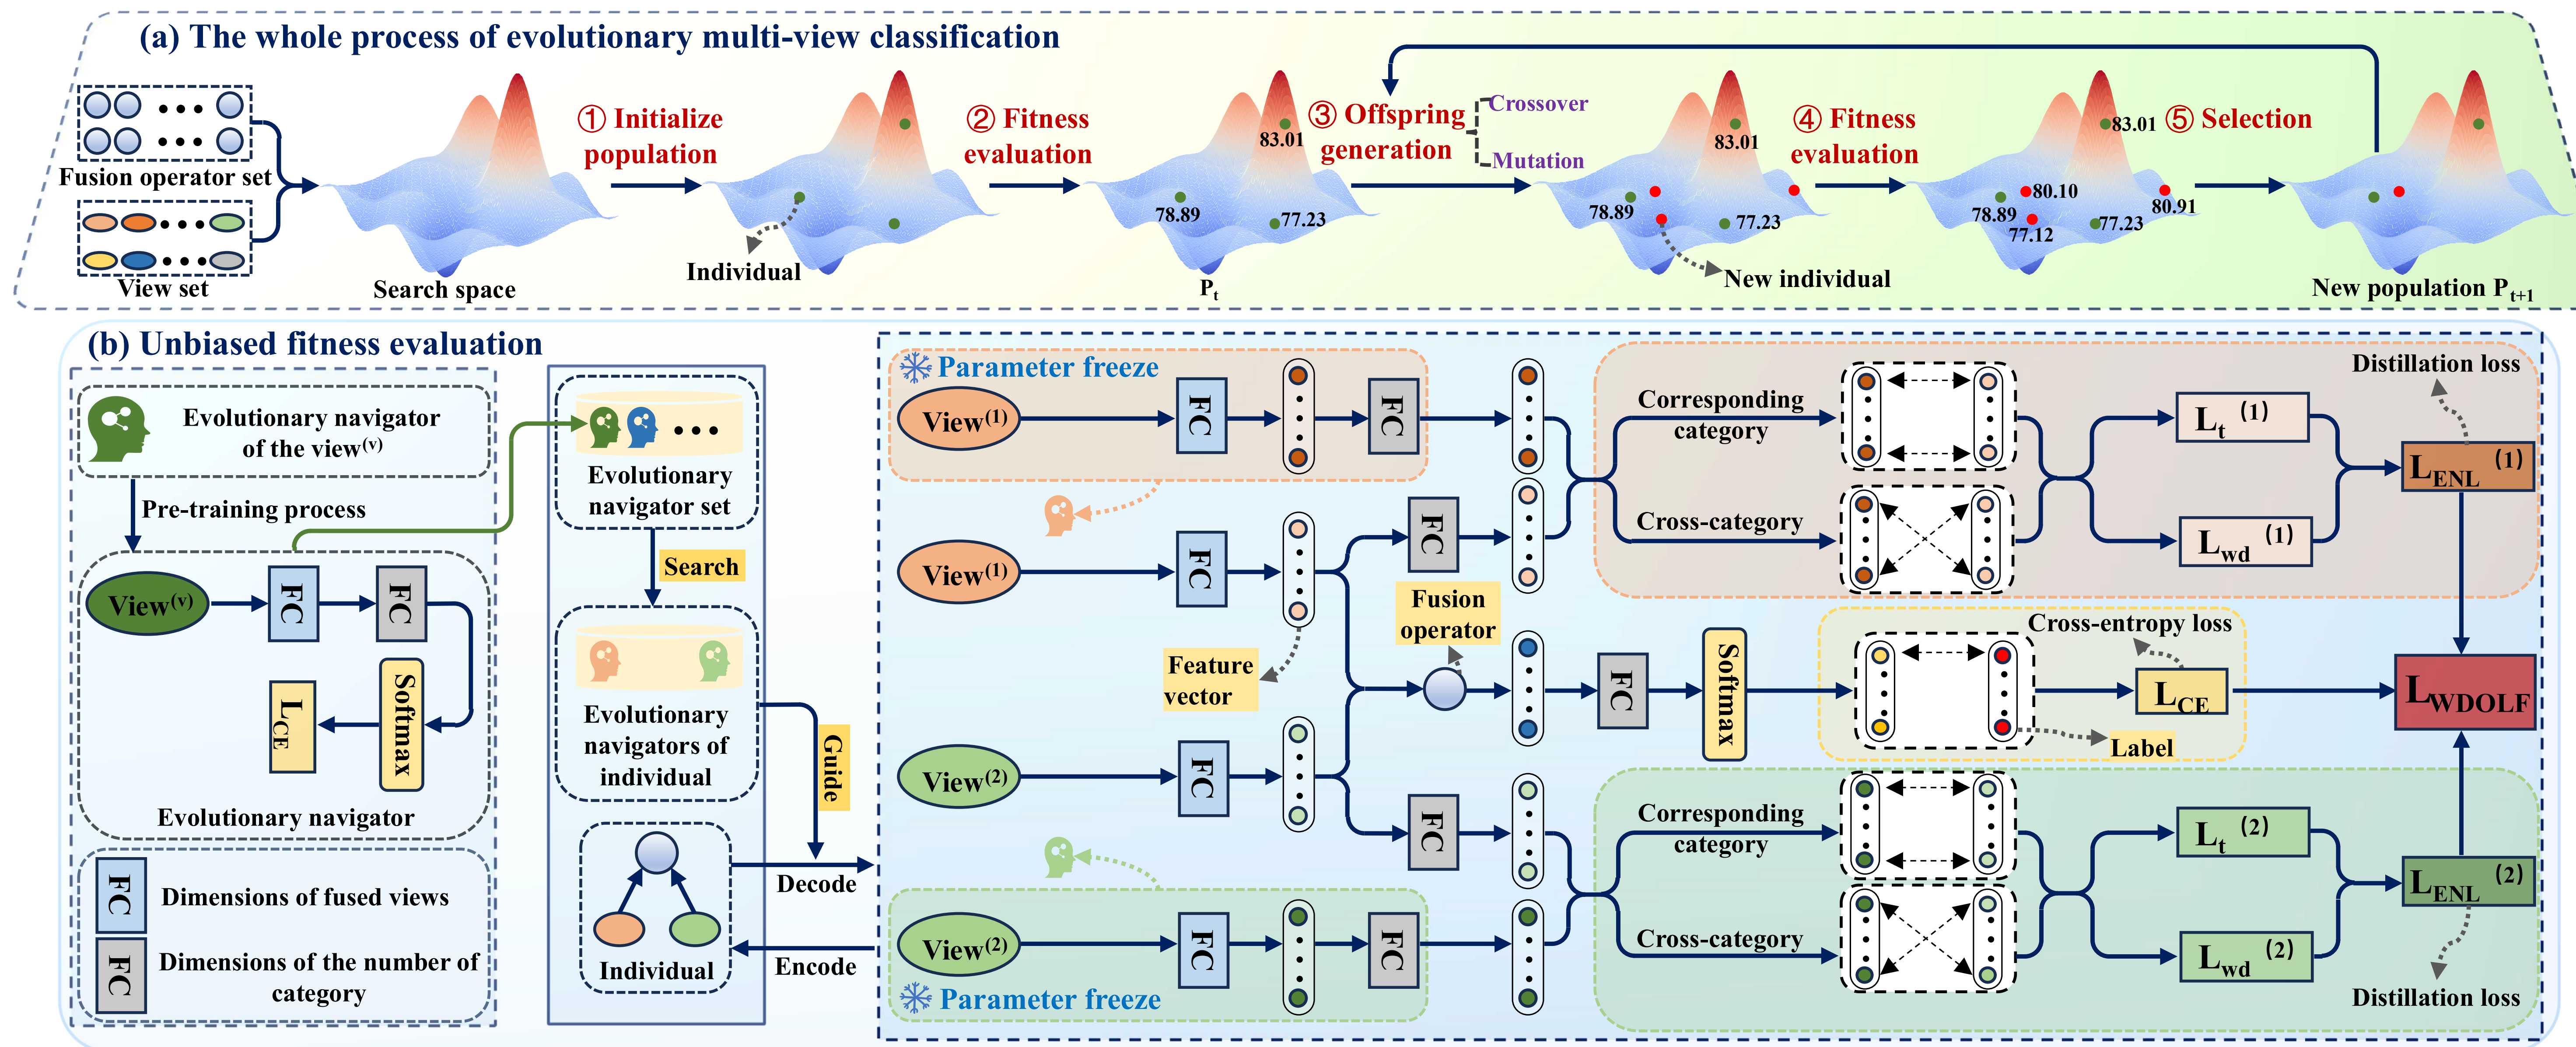 (a) The whole process of evolutionary multi-view classification
Fusion operator set
View set
Search space
① Initialize
population
Individual
② Fitness
evaluation
83.01
78.89
77.23
Pt
③ Offspring
generation
Crossover
Mutation
83.01
78.89
77.23
New individual
④ Fitness
evaluation
83.01
80.10
78.89
77.12
77.23
80.91
⑤ Selection
New population Pt+1
(b) Unbiased fitness evaluation
Evolutionary navigator
of the view(v)
Pre-training process
View(v)
FC
FC
Softmax
LCE
Evolutionary navigator
FC
Dimensions of fused views
FC
Dimensions of the number of
category
Evolutionary
navigator set
Search
Evolutionary
navigators of
individual
Guide
Individual
Decode
Encode
Parameter freeze
View(1)
FC
FC
View(1)
FC
FC
Feature
vector
Fusion
operator
FC
Softmax
View(2)
FC
FC
View(2)
FC
FC
Parameter freeze
Corresponding
category
Cross-category
Lt (1)
Lwd (1)
Distillation loss
LENL (1)
Cross-entropy loss
LCE
Label
LWDOLF
Corresponding
category
Cross-category
Lt (2)
Lwd (2)
LENL (2)
Distillation loss